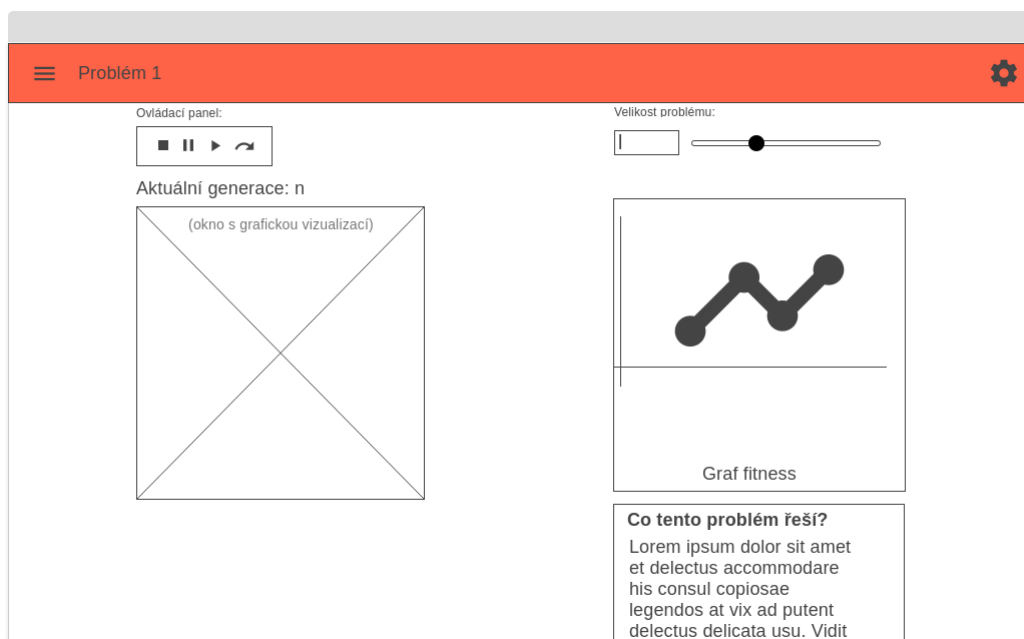 Problém 1
Ovládací panel:
Aktuální generace: n
(okno s grafickou vizualizací)
Velikost problému:
Graf fitness
Co tento problém řeší?
Lorem ipsum dolor sit amet
et delectus accommodare
his consul copiosae
legendos at vix ad putent
delectus delicata usu. Vidit